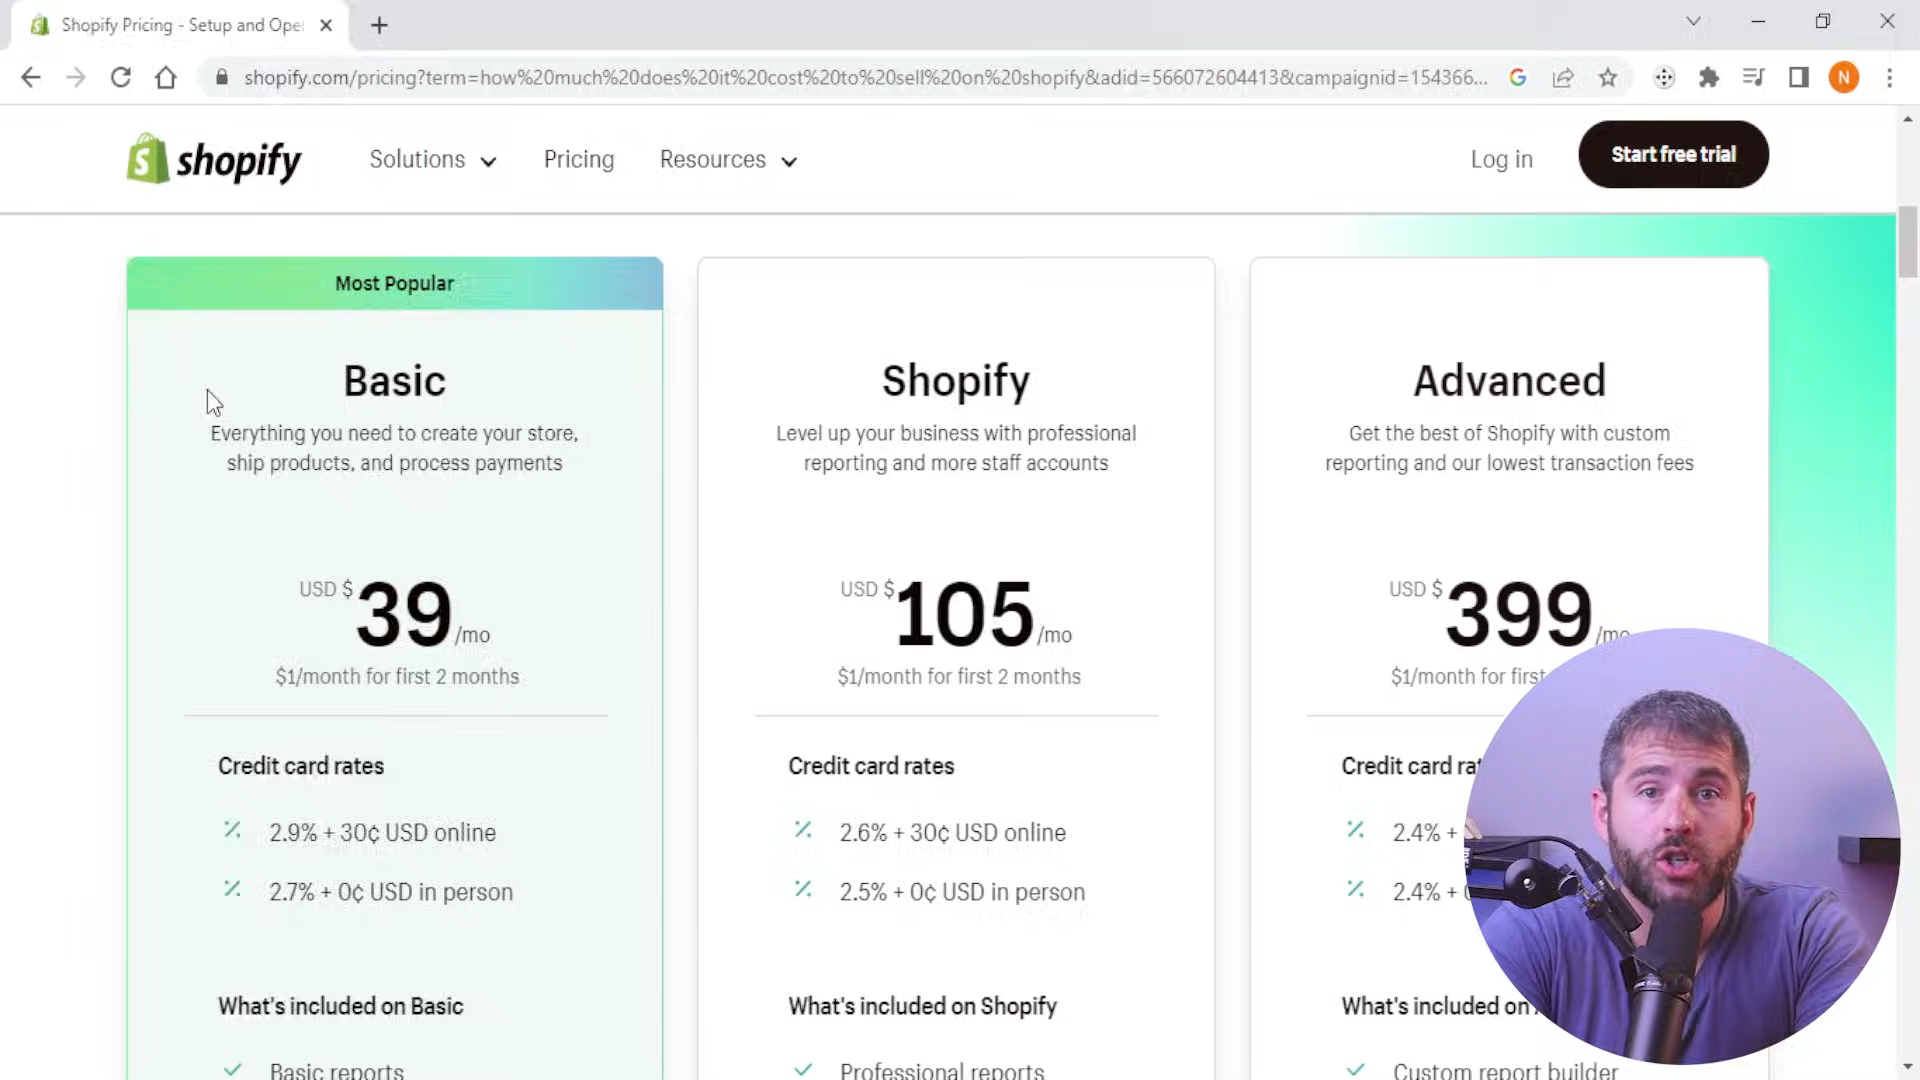 Shopify Pricing - Setup and Ope
shopify.com/pricing?term=how%20much%20does%20it%20cost%20to%20sell%20on%20shopify&adid=566072604413&campaignid=154366...
N
shopify
Solutions
Pricing
Resources
Log in
Start free trial
Most Popular
Basic
Everything you need to create your store,
ship products, and process payments
USD $39/mo
$1/month for first 2 months
Credit card rates
2.9% + 30¢ USD online
2.7% + 0¢ USD in person
What's included on Basic
Basic reports
Shopify
Level up your business with professional
reporting and more staff accounts
USD $105/mo
$1/month for first 2 months
Credit card rates
2.6% + 30¢ USD online
2.5% + 0¢ USD in person
What's included on Shopify
Professional reports
Advanced
Get the best of Shopify with custom
reporting and our lowest transaction fees
USD $399/mo
$1/month for first
Credit card
2.4% +
2.4% +
What's included on
Custom report builder